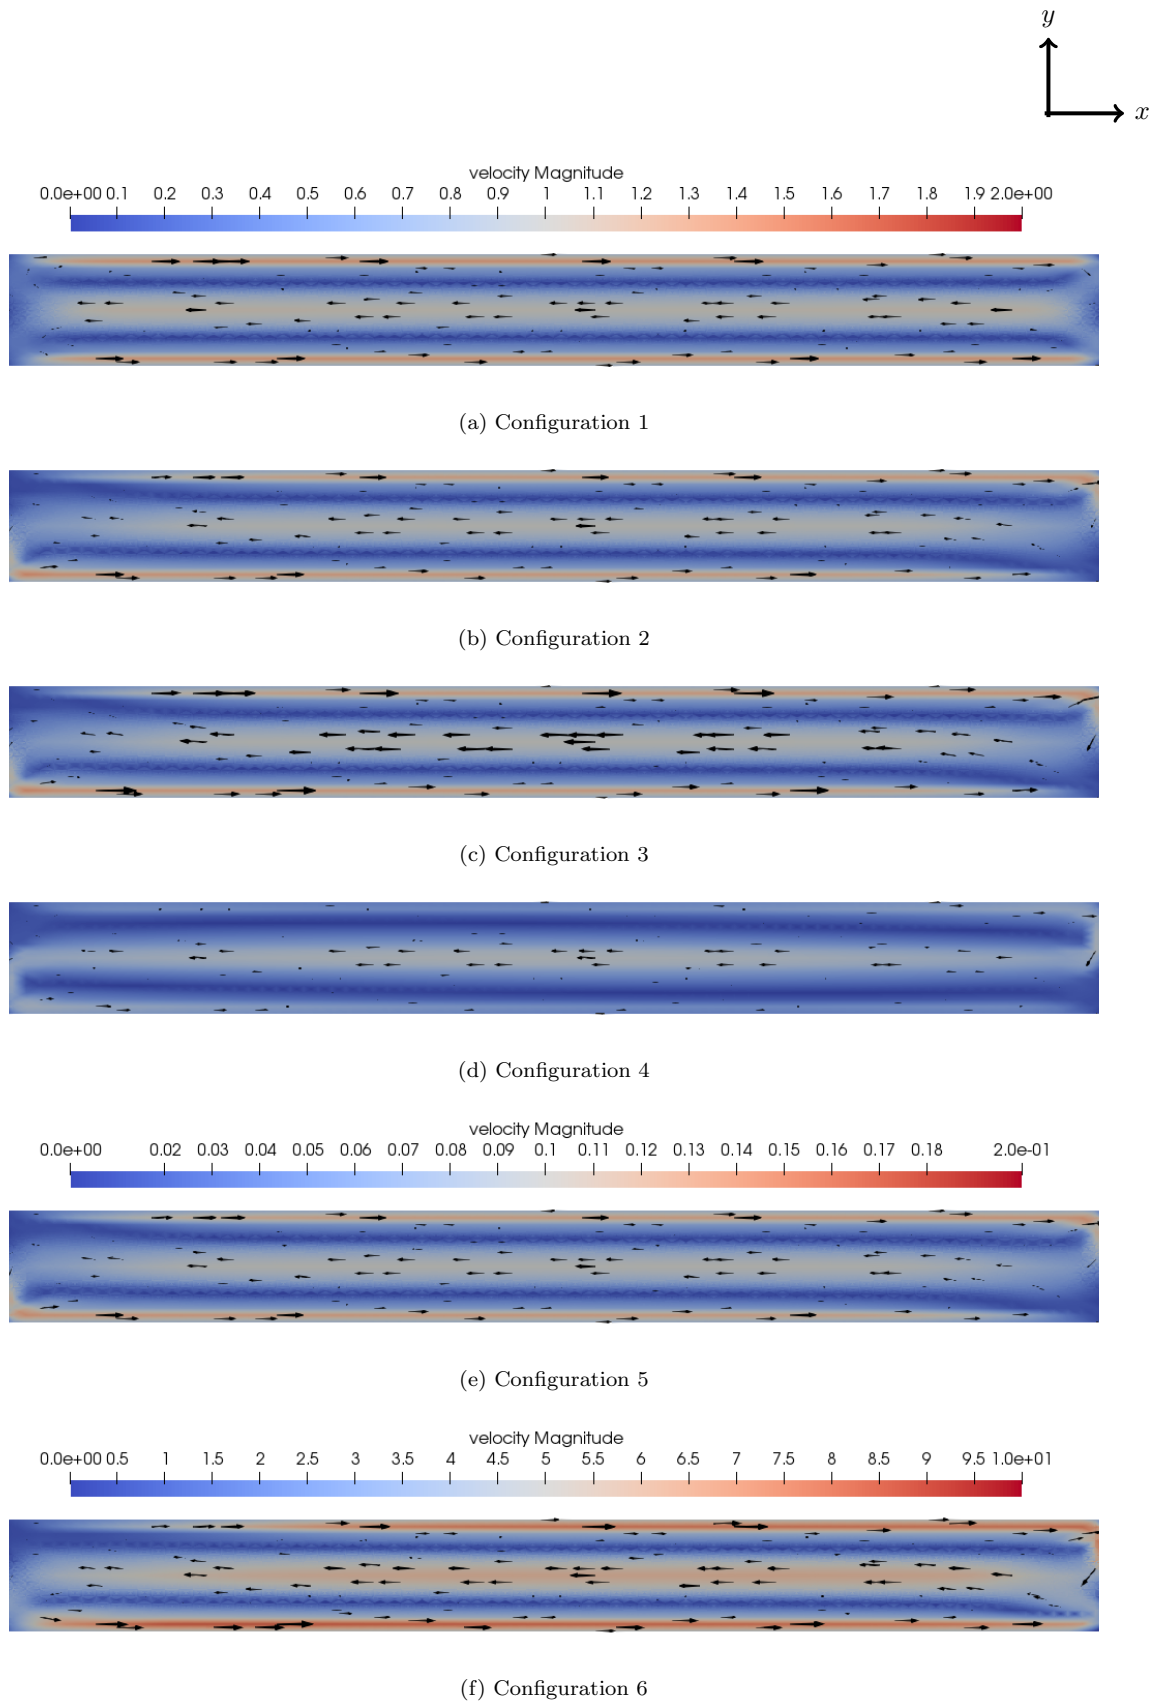 y
x
velocity Magnitude
0.0e+00 0.1 0.2 0.3 0.4 0.5 0.6 0.7 0.8 0.9 1 1.1 1.2 1.3 1.4 1.5 1.6 1.7 1.8 1.9 2.0e+00
(a) Configuration 1
(b) Configuration 2
(c) Configuration 3
(d) Configuration 4
velocity Magnitude
0.0e+00 0.02 0.03 0.04 0.05 0.06 0.07 0.08 0.09 0.1 0.11 0.12 0.13 0.14 0.15 0.16 0.17 0.18 2.0e-01
(e) Configuration 5
velocity Magnitude
0.0e+00 0.5 1 1.5 2 2.5 3 3.5 4 4.5 5 5.5 6 6.5 7 7.5 8 8.5 9 9.5 1.0e+01
(f) Configuration 6